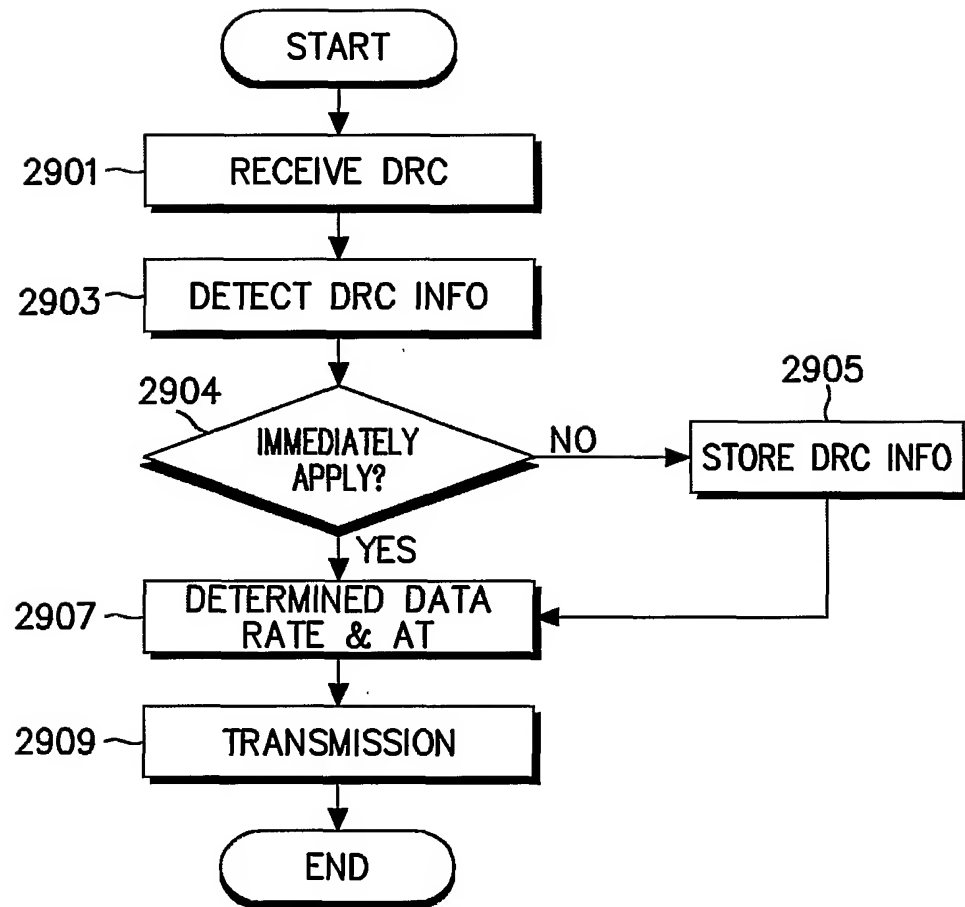 START
2901
RECEIVE DRC
2903
DETECT DRC INFO
2904
IMMEDIATELY
APPLY?
NO
2905
STORE DRC INFO
YES
2907
DETERMINED DATA
RATE & AT
2909
TRANSMISSION
END